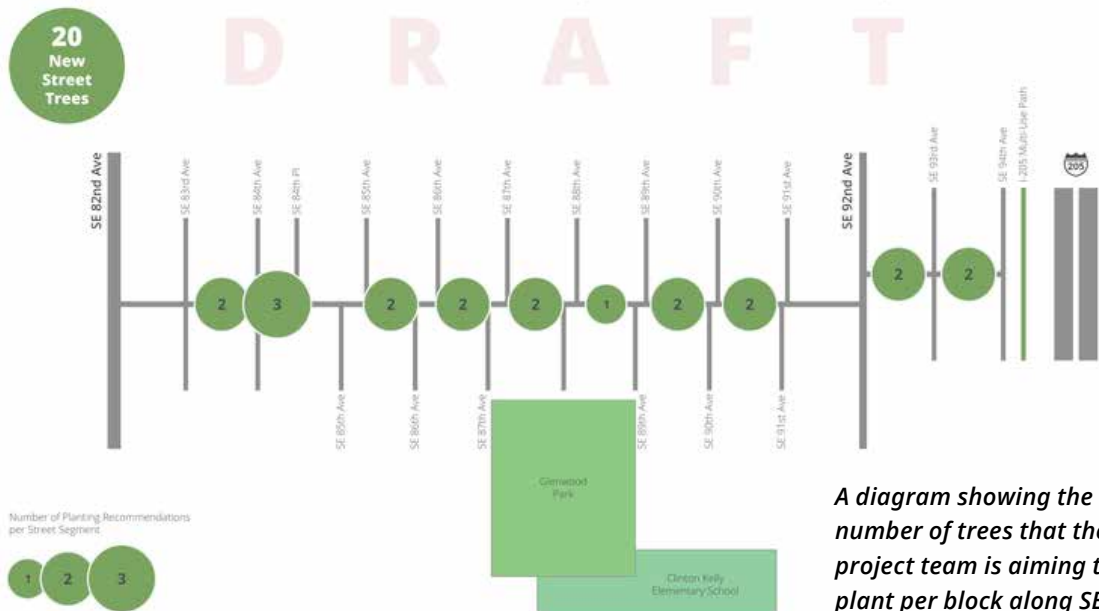 DRAFT
20
New
Street
Trees
SE 82nd Ave
SE 83rd Ave
SE 84th Ave
SE 84th Pl
SE 85th Ave
SE 86th Ave
SE 87th Ave
SE 88th Ave
SE 89th Ave
SE 90th Ave
SE 91st Ave
SE 92nd Ave
SE 93rd Ave
SE 94th Ave
I-205 Multi-Use Path
205
2
3
2
2
2
1
2
2
2
2
SE 85th Ave
SE 86th Ave
SE 87th Ave
SE 89th Ave
SE 90th Ave
SE 91st Ave
Glenwood
Park
Clinton Kelly
Elementary School
Number of Planting Recommendations
per Street Segment
1
2
3
A diagram showing the
number of trees that the
project team is aiming t
plant per block along SE